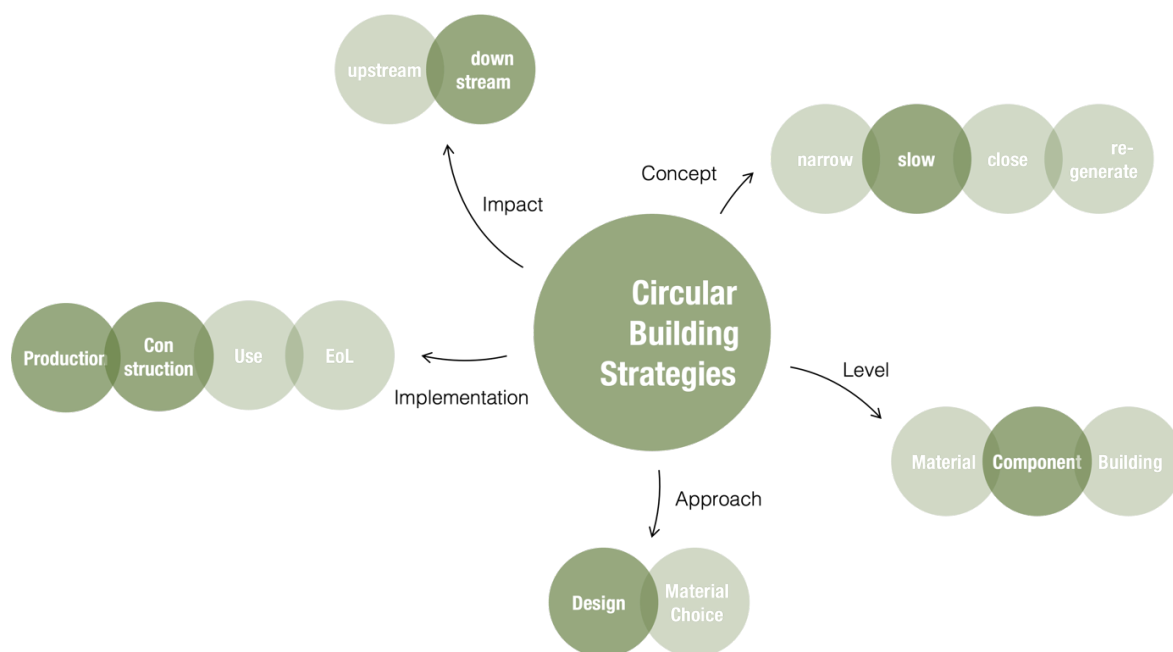 upstream
down
stream
Impact
Concept
narrow
slow
close
re-
generate
Circular
Building
Strategies
Production
Con
struction
Use
EoL
Implementation
Level
Material
Component
Building
Approach
Design
Material
Choice